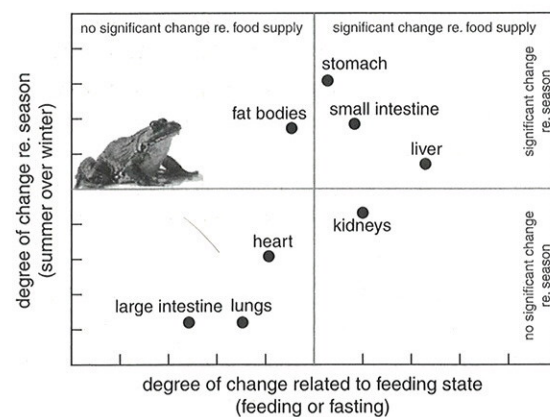 no significant change re. food supply
significant change re. food supply
stomach
small intestine
fat bodies
liver
kidneys
heart
large intestine
lungs
significant change
re. season
no significant change
re. season
degree of change re. season
(summer over winter)
degree of change related to feeding state
(feeding or fasting)